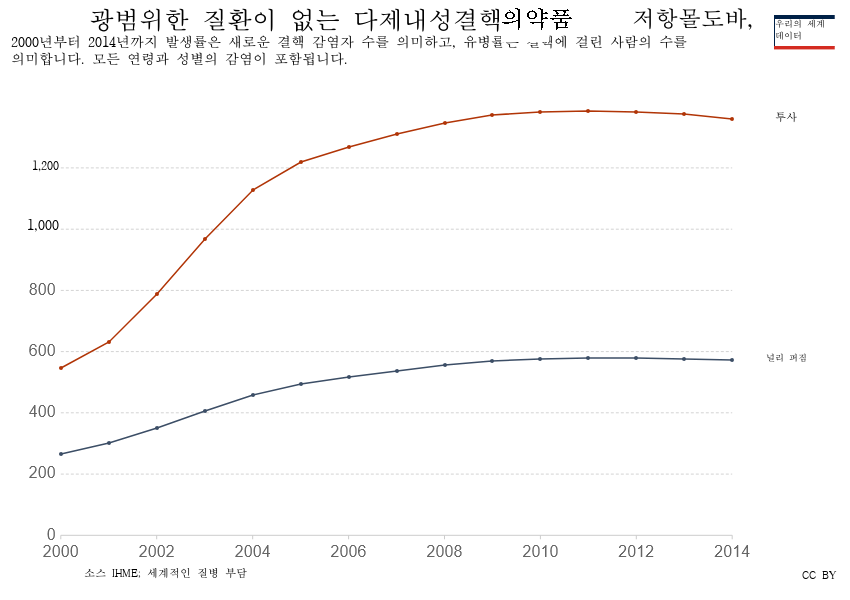 광범위한 질환이 없는 다제내성결핵의약품 저항몰도바,
2000년부터 2014년까지 발생률은 새로운 결핵 감염자 수를 의미하고, 유병률은 결핵에 걸린 사람의 수를
의미합니다. 모든 연령과 성별의 감염이 포함됩니다.
우리의 세계
데이터
투사
1,200
1,000
800
600
널리 퍼짐
400
200
0
2000 2002 2004 2006 2008 2010 2012 2014
소스 IHME; 세계적인 질병 부담
CC BY